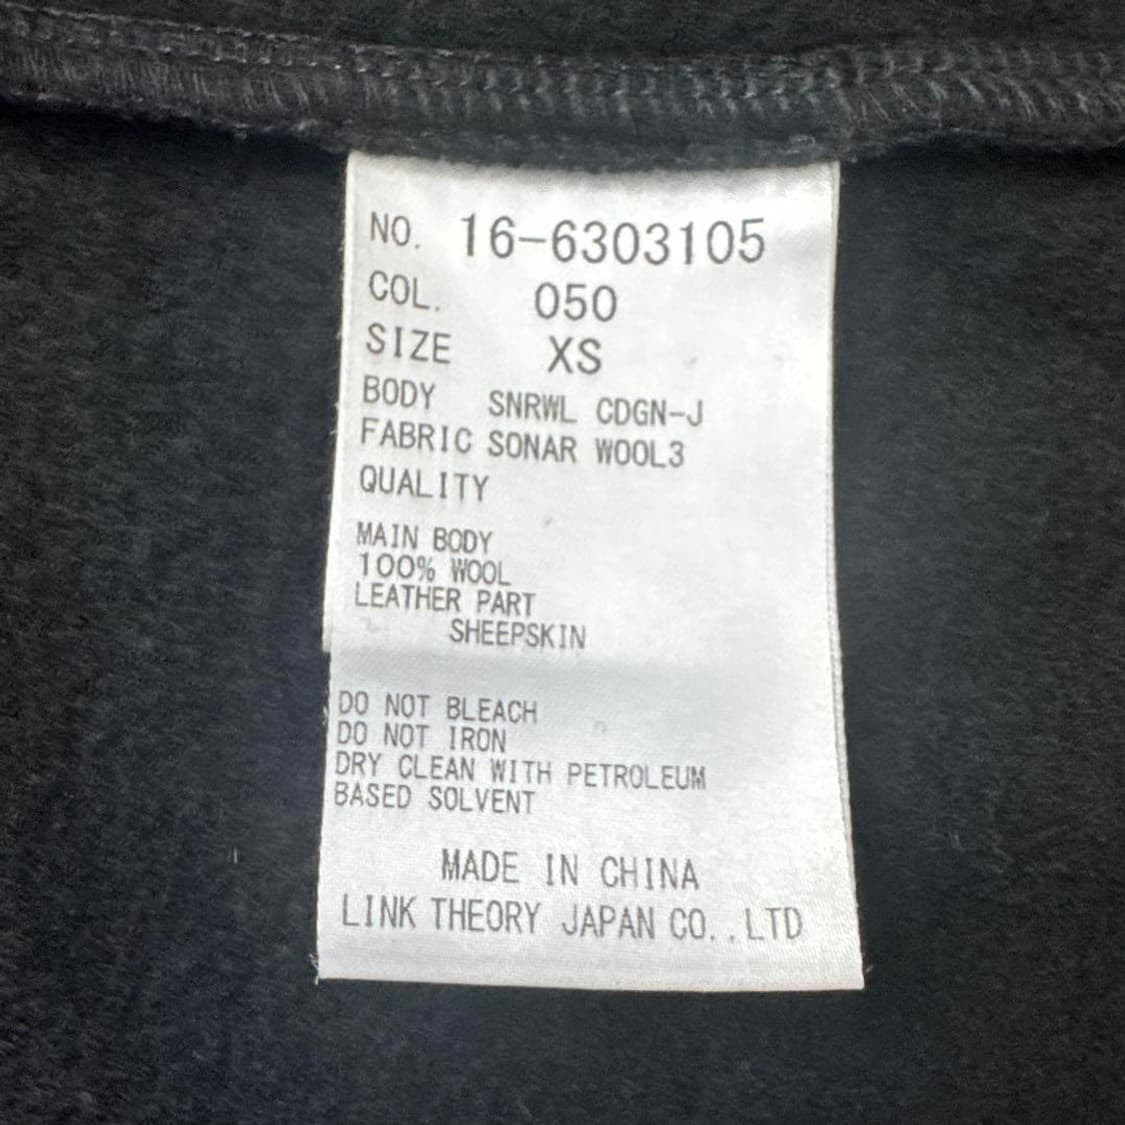 NO. 16-6303105
COL. 050
SIZE XS
BODY SNRWL CDGN-J
FABRIC SONAR WOOL3
QUALITY
MAIN BODY
100% WOOL
LEATHER PART
SHEEPSKIN
DO NOT BLEACH
DO NOT IRON
DRY CLEAN WITH PETROLEUM
BASED SOLVENT
MADE IN CHINA
LINK THEORY JAPAN CO.,LTD